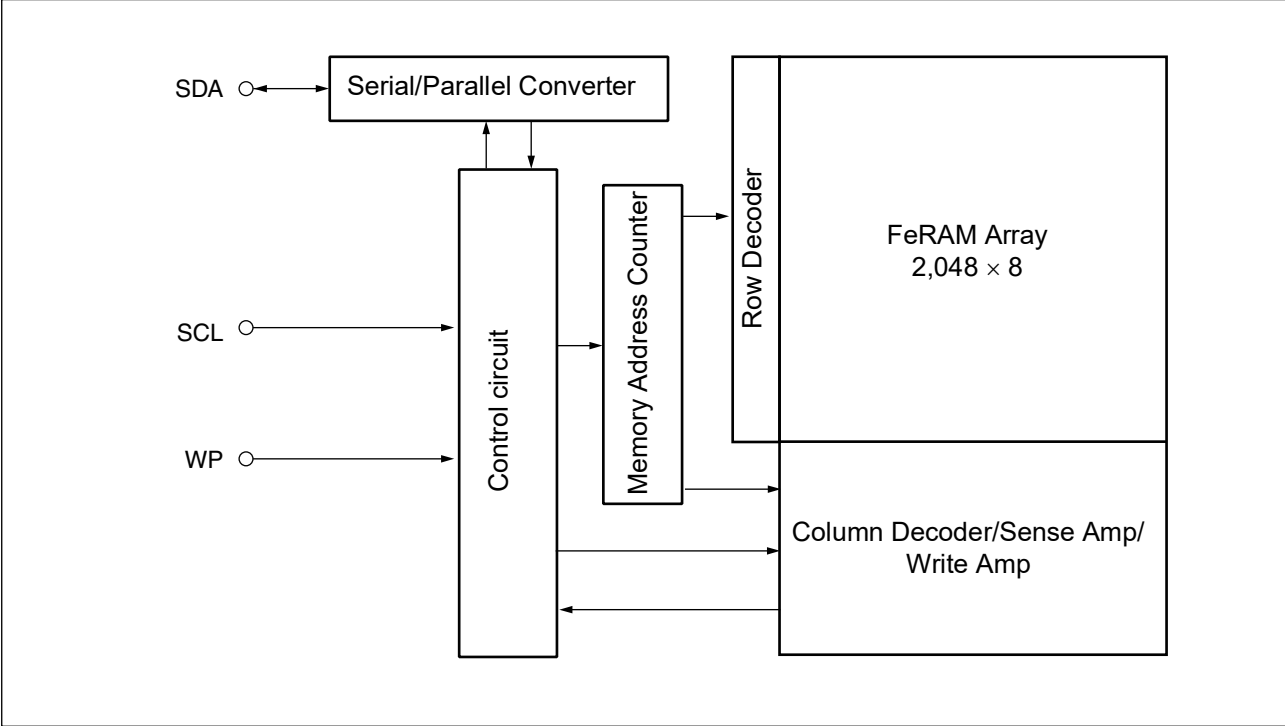 SDA
Serial/Parallel Converter
SCL
WP
Control circuit
Memory Address Counter
Row Decoder
FeRAM Array
2,048 × 8
Column Decoder/Sense Amp/
Write Amp